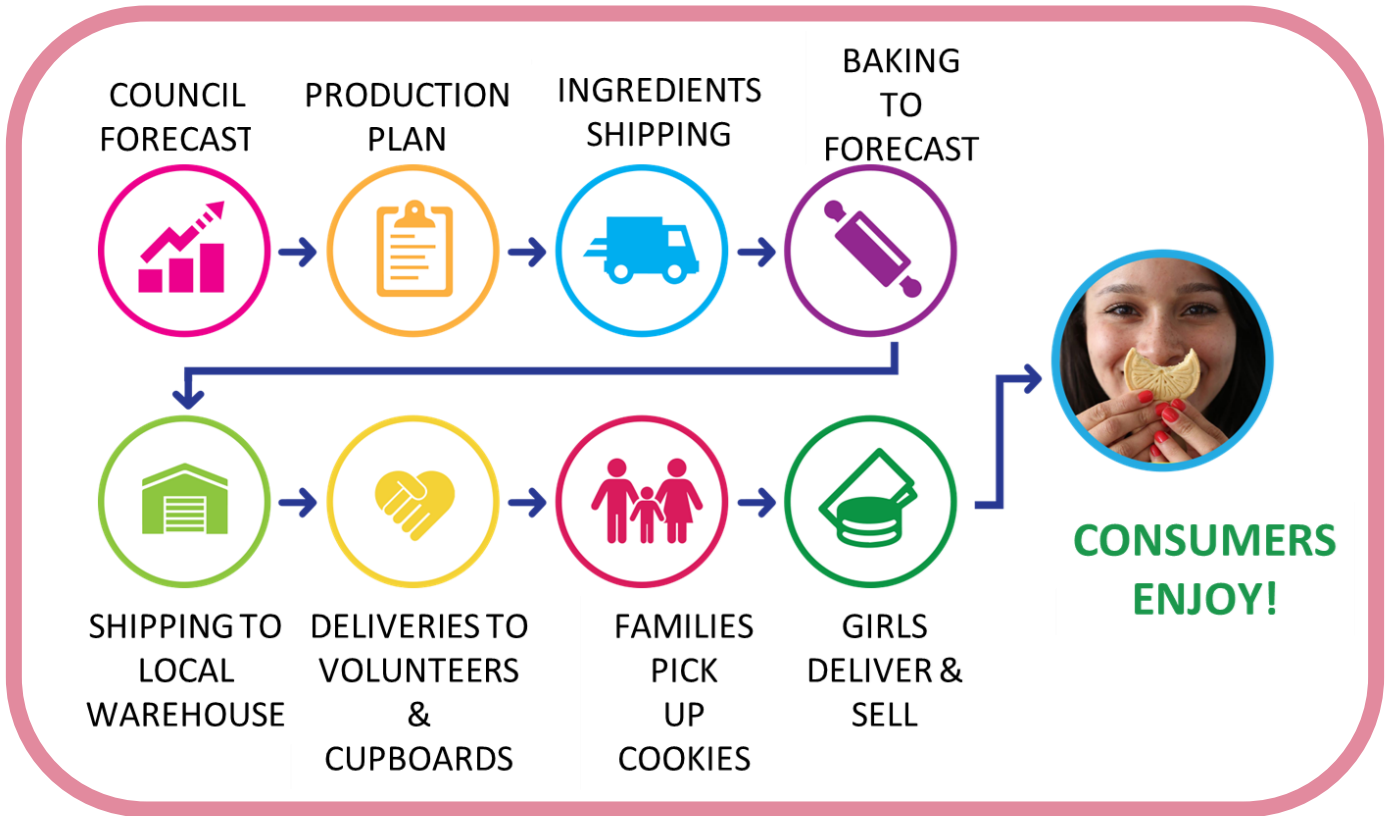 COUNCIL
FORECAST
PRODUCTION
PLAN
INGREDIENTS
SHIPPING
BAKING
TO
FORECAST
SHIPPING TO
LOCAL
WAREHOUSE
DELIVERIES TO
VOLUNTEERS
&
CUPBOARDS
FAMILIES
PICK
UP
COOKIES
GIRLS
DELIVER &
SELL
CONSUMERS
ENJOY!